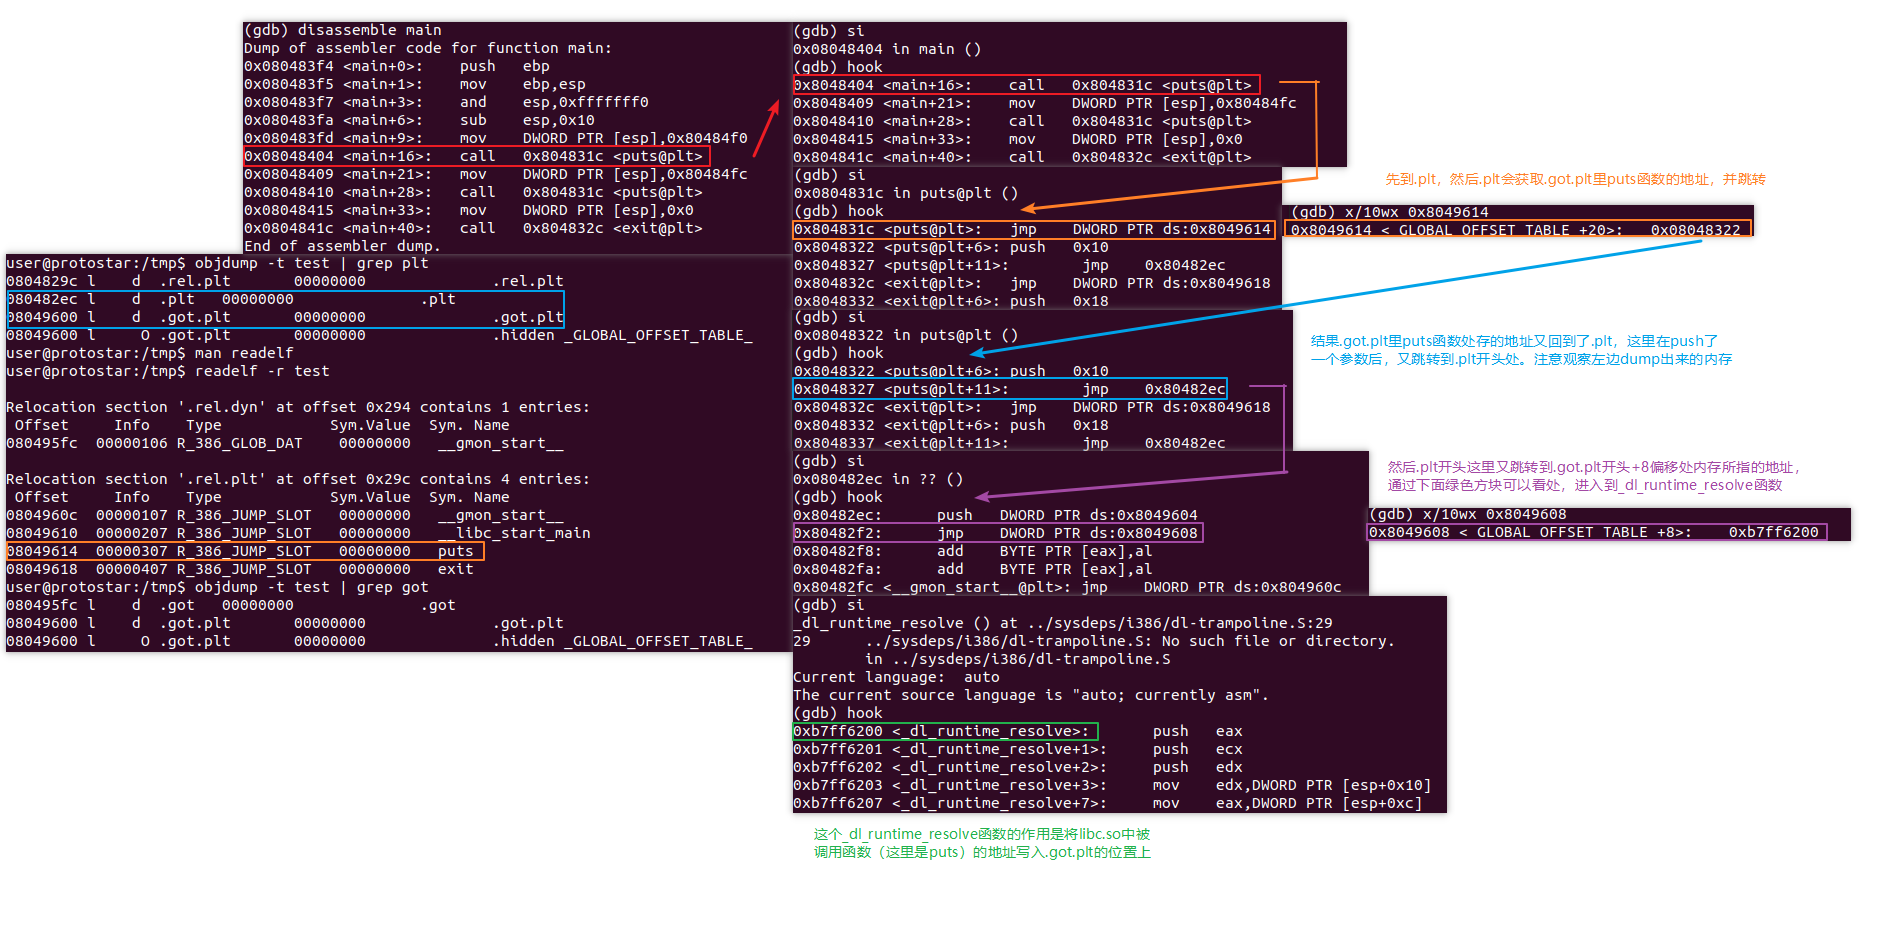 (gdb) disassemble main
Dump of assembler code for function main:
0x080483f4 <main+0>:    push   ebp
0x080483f5 <main+1>:    mov    ebp,esp
0x080483f7 <main+3>:    and    esp,0xfffffff0
0x080483fa <main+6>:    sub    esp,0x10
0x080483fd <main+9>:    mov    DWORD PTR [esp],0x80484f0
0x08048404 <main+16>:   call   0x804831c <puts@plt>
0x08048409 <main+21>:   mov    DWORD PTR [esp],0x80484fc
0x08048410 <main+28>:   call   0x804831c <puts@plt>
0x08048415 <main+33>:   mov    DWORD PTR [esp],0x0
0x0804841c <main+40>:   call   0x804832c <exit@plt>
End of assembler dump.
user@protostar:/tmp$ objdump -t test | grep plt
0804829c l    d  .rel.plt       00000000              .rel.plt
080482ec l    d  .plt   00000000              .plt
08049600 l    d  .got.plt       00000000              .got.plt
08049600 l     O .got.plt       00000000              .hidden _GLOBAL_OFFSET_TABLE_
user@protostar:/tmp$ man readelf
user@protostar:/tmp$ readelf -r test
Relocation section '.rel.dyn' at offset 0x294 contains 1 entries:
 Offset     Info    Type            Sym.Value  Sym. Name
080495fc  00000106 R_386_GLOB_DAT    00000000   __gmon_start__
Relocation section '.rel.plt' at offset 0x29c contains 4 entries:
 Offset     Info    Type            Sym.Value  Sym. Name
0804960c  00000107 R_386_JUMP_SLOT   00000000   __gmon_start__
08049610  00000207 R_386_JUMP_SLOT   00000000   __libc_start_main
08049614  00000307 R_386_JUMP_SLOT   00000000   puts
08049618  00000407 R_386_JUMP_SLOT   00000000   exit
user@protostar:/tmp$ objdump -t test | grep got
080495fc l    d  .got   00000000              .got
08049600 l    d  .got.plt       00000000              .got.plt
08049600 l     O .got.plt       00000000              .hidden _GLOBAL_OFFSET_TABLE_
(gdb) si
0x08048404 in main ()
(gdb) hook
0x8048404 <main+16>:    call   0x804831c <puts@plt>
0x8048409 <main+21>:    mov    DWORD PTR [esp],0x80484fc
0x8048410 <main+28>:    call   0x804831c <puts@plt>
0x8048415 <main+33>:    mov    DWORD PTR [esp],0x0
0x804841c <main+40>:    call   0x804832c <exit@plt>
(gdb) si
0x0804831c in puts@plt ()
(gdb) hook
0x804831c <puts@plt>:   jmp    DWORD PTR ds:0x8049614
0x8048322 <puts@plt+6>: push   0x10
0x8048327 <puts@plt+11>:        jmp    0x80482ec
0x804832c <exit@plt>:   jmp    DWORD PTR ds:0x8049618
0x8048332 <exit@plt+6>: push   0x18
先到.plt，然后.plt会获取.got.plt里puts函数的地址，并跳转
(gdb) x/10wx 0x8049614
0x8049614 <_GLOBAL_OFFSET_TABLE_+20>:   0x08048322
(gdb) si
0x08048322 in puts@plt ()
(gdb) hook
0x8048322 <puts@plt+6>: push   0x10
0x8048327 <puts@plt+11>:        jmp    0x80482ec
0x804832c <exit@plt>:   jmp    DWORD PTR ds:0x8049618
0x8048332 <exit@plt+6>: push   0x18
0x8048337 <exit@plt+11>:        jmp    0x80482ec
结果.got.plt里puts函数处存的地址又回到了.plt，这里在push了
一个参数后，又跳转到.plt开头处。注意观察左边dump出来的内存
(gdb) si
0x080482ec in ?? ()
(gdb) hook
0x80482ec:      push   DWORD PTR ds:0x8049604
0x80482f2:      jmp    DWORD PTR ds:0x8049608
0x80482f8:      add    BYTE PTR [eax],al
0x80482fa:      add    BYTE PTR [eax],al
0x80482fc <__gmon_start__@plt>: jmp    DWORD PTR ds:0x804960c
然后.plt开头这里又跳转到.got.plt开头+8偏移处内存所指的地址，
通过下面绿色方块可以看处，进入到_dl_runtime_resolve函数
(gdb) x/10wx 0x8049608
0x8049608 <_GLOBAL_OFFSET_TABLE_+8>:    0xb7ff6200
(gdb) si
_dl_runtime_resolve () at ../sysdeps/i386/dl-trampoline.S:29
29      ../sysdeps/i386/dl-trampoline.S: No such file or directory.
        in ../sysdeps/i386/dl-trampoline.S
Current language:  auto
The current source language is "auto; currently asm".
(gdb) hook
0xb7ff6200 <_dl_runtime_resolve>:       push   eax
0xb7ff6201 <_dl_runtime_resolve+1>:     push   ecx
0xb7ff6202 <_dl_runtime_resolve+2>:     push   edx
0xb7ff6203 <_dl_runtime_resolve+3>:     mov    edx,DWORD PTR [esp+0x10]
0xb7ff6207 <_dl_runtime_resolve+7>:     mov    eax,DWORD PTR [esp+0xc]
这个_dl_runtime_resolve函数的作用是将libc.so中被
调用函数（这里是puts）的地址写入.got.plt的位置上